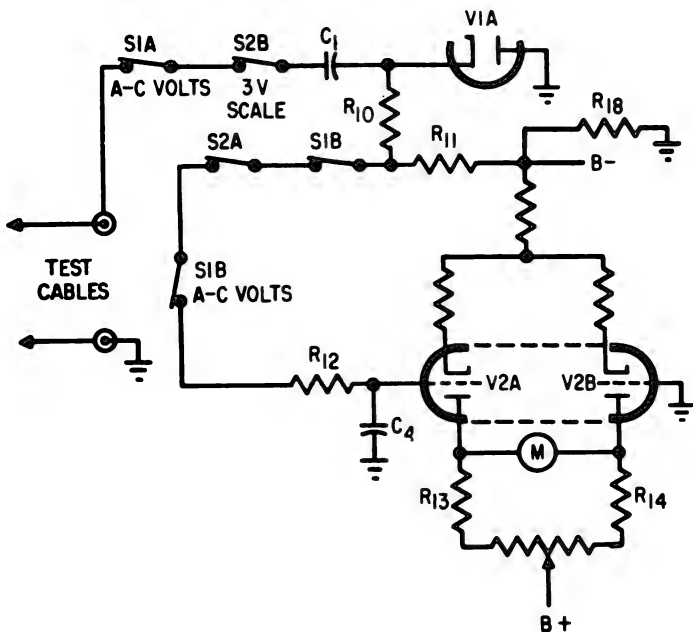 S1A
S2B
C1
V1A
A-C VOLTS
3V
SCALE
R10
R11
R18
S2A
S1B
B-
TEST
CABLES
S1B
A-C VOLTS
R12
C4
V2A
V2B
M
R13
R14
B+